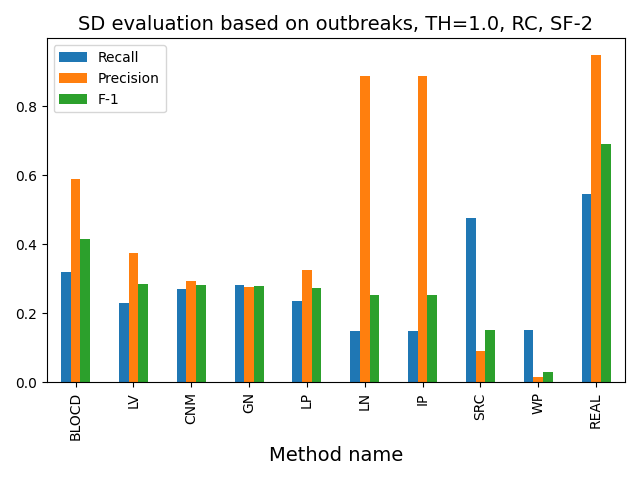 SD evaluation based on outbreaks, TH=1.0, RC, SF-2
Recall
Precision
F-1
0.8
0.6
0.4
0.2
0.0
BLOCD
LV
CNM
GN
LP
LN
IP
SRC
WP
REAL
Method name